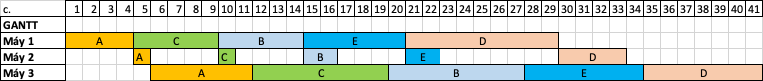 c. 1 2 3 4 5 6 7 8 9 10 11 12 13 14 15 16 17 18 19 20 21 22 23 24 25 26 27 28 29 30 31 32 33 34 35 36 37 38 39 40 41
GANTT
Máy 1 A C B E D
Máy 2 A C B E D
Máy 3 A C B E D